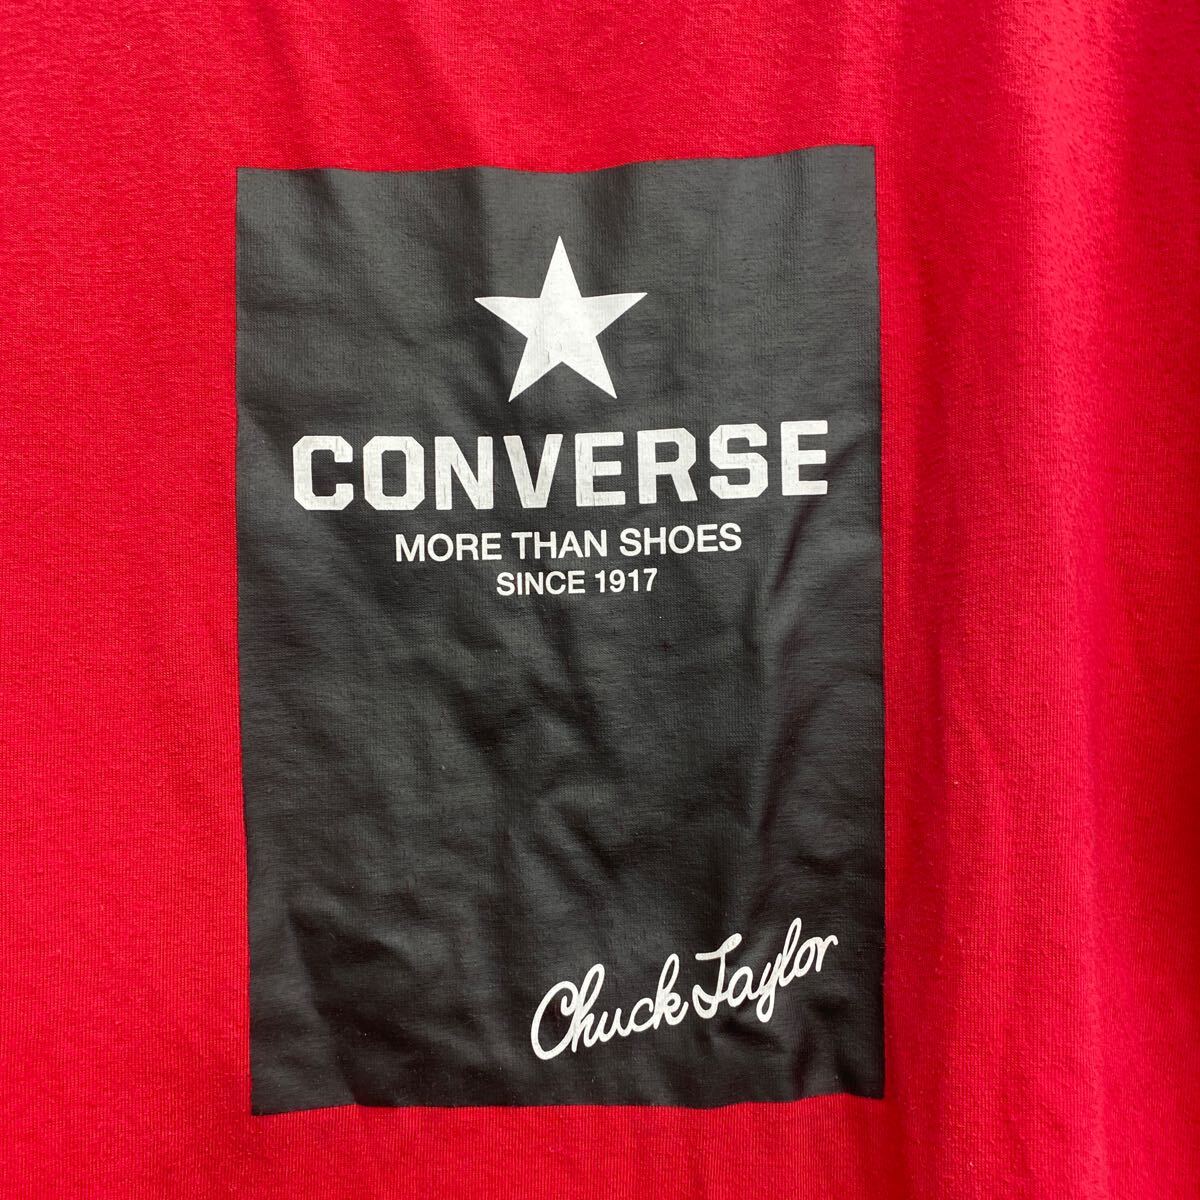 CONVERSE
MORE THAN SHOES
SINCE 1917
Chuck Taylor